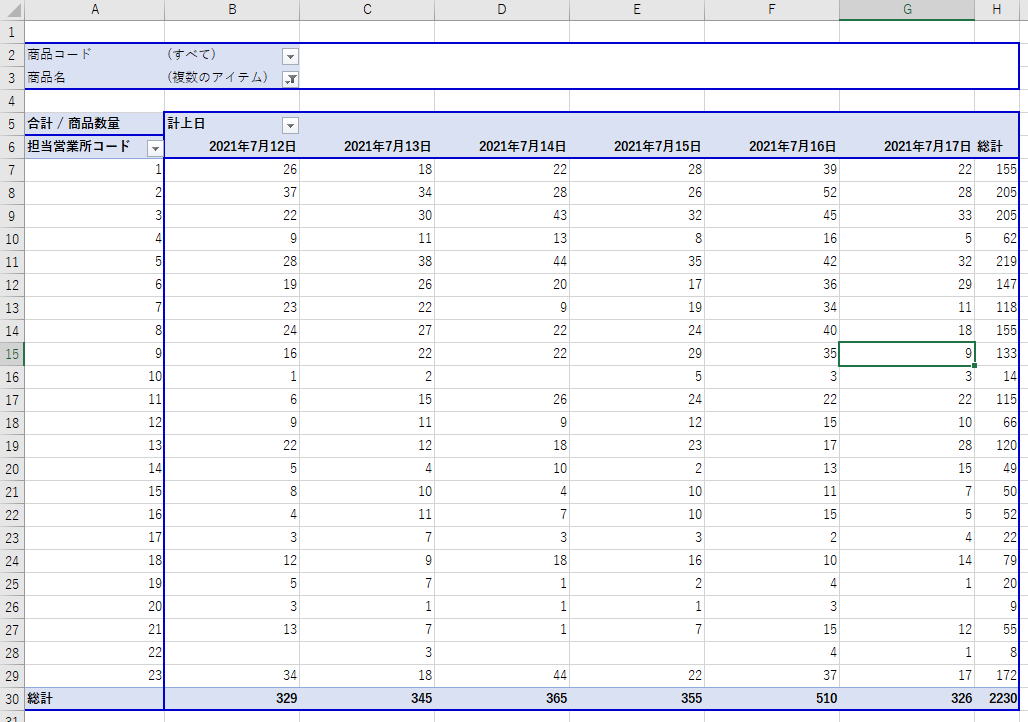 A B C D E F G H
1
2 商品コード (すべて)
3 商品名 (複数のアイテム)
4
5 合計 / 商品数量 計上日
6 担当営業所コード 2021年7月12日 2021年7月13日 2021年7月14日 2021年7月15日 2021年7月16日 2021年7月17日 総計
7 1 26 18 22 28 39 22 155
8 2 37 34 28 26 52 28 205
9 3 22 30 43 32 45 33 205
10 4 9 11 13 8 16 5 62
11 5 28 38 44 35 42 32 219
12 6 19 26 20 17 36 29 147
13 7 23 22 9 19 34 11 118
14 8 24 27 22 24 40 18 155
15 9 16 22 22 29 35 9 133
16 10 1 2 5 3 3 14
17 11 6 15 26 24 22 22 115
18 12 9 11 9 12 15 10 66
19 13 22 12 18 23 17 28 120
20 14 5 4 10 2 13 15 49
21 15 8 10 4 10 11 7 50
22 16 4 11 7 10 15 5 52
23 17 3 7 3 3 2 4 22
24 18 12 9 18 16 10 14 79
25 19 5 7 1 2 4 1 20
26 20 3 1 1 1 3 9
27 21 13 7 1 7 15 12 55
28 22 3 4 1 8
29 23 34 18 44 22 37 17 172
30 総計 329 345 365 355 510 326 2230
31